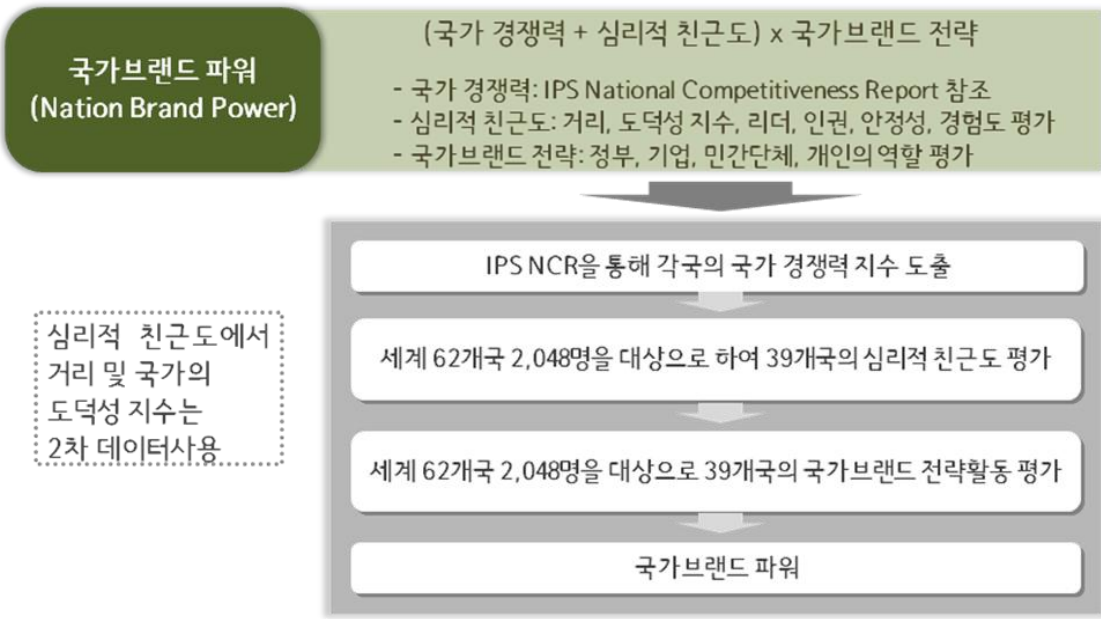 국가브랜드 파워
(Nation Brand Power)
(국가 경쟁력 + 심리적 친근도) x 국가브랜드 전략
- 국가 경쟁력: IPS National Competitiveness Report 참조
- 심리적 친근도: 거리, 도덕성 지수, 리더, 인권, 안정성, 경험도 평가
- 국가브랜드 전략: 정부, 기업, 민간단체, 개인의 역할 평가
IPS NCR을 통해 각국의 국가 경쟁력 지수 도출
세계 62개국 2,048명을 대상으로 하여 39개국의 심리적 친근도 평가
세계 62개국 2,048명을 대상으로 39개국의 국가브랜드 전략활동 평가
국가브랜드 파워
심리적 친근도에서
거리 및 국가의
도덕성 지수는
2차 데이터사용